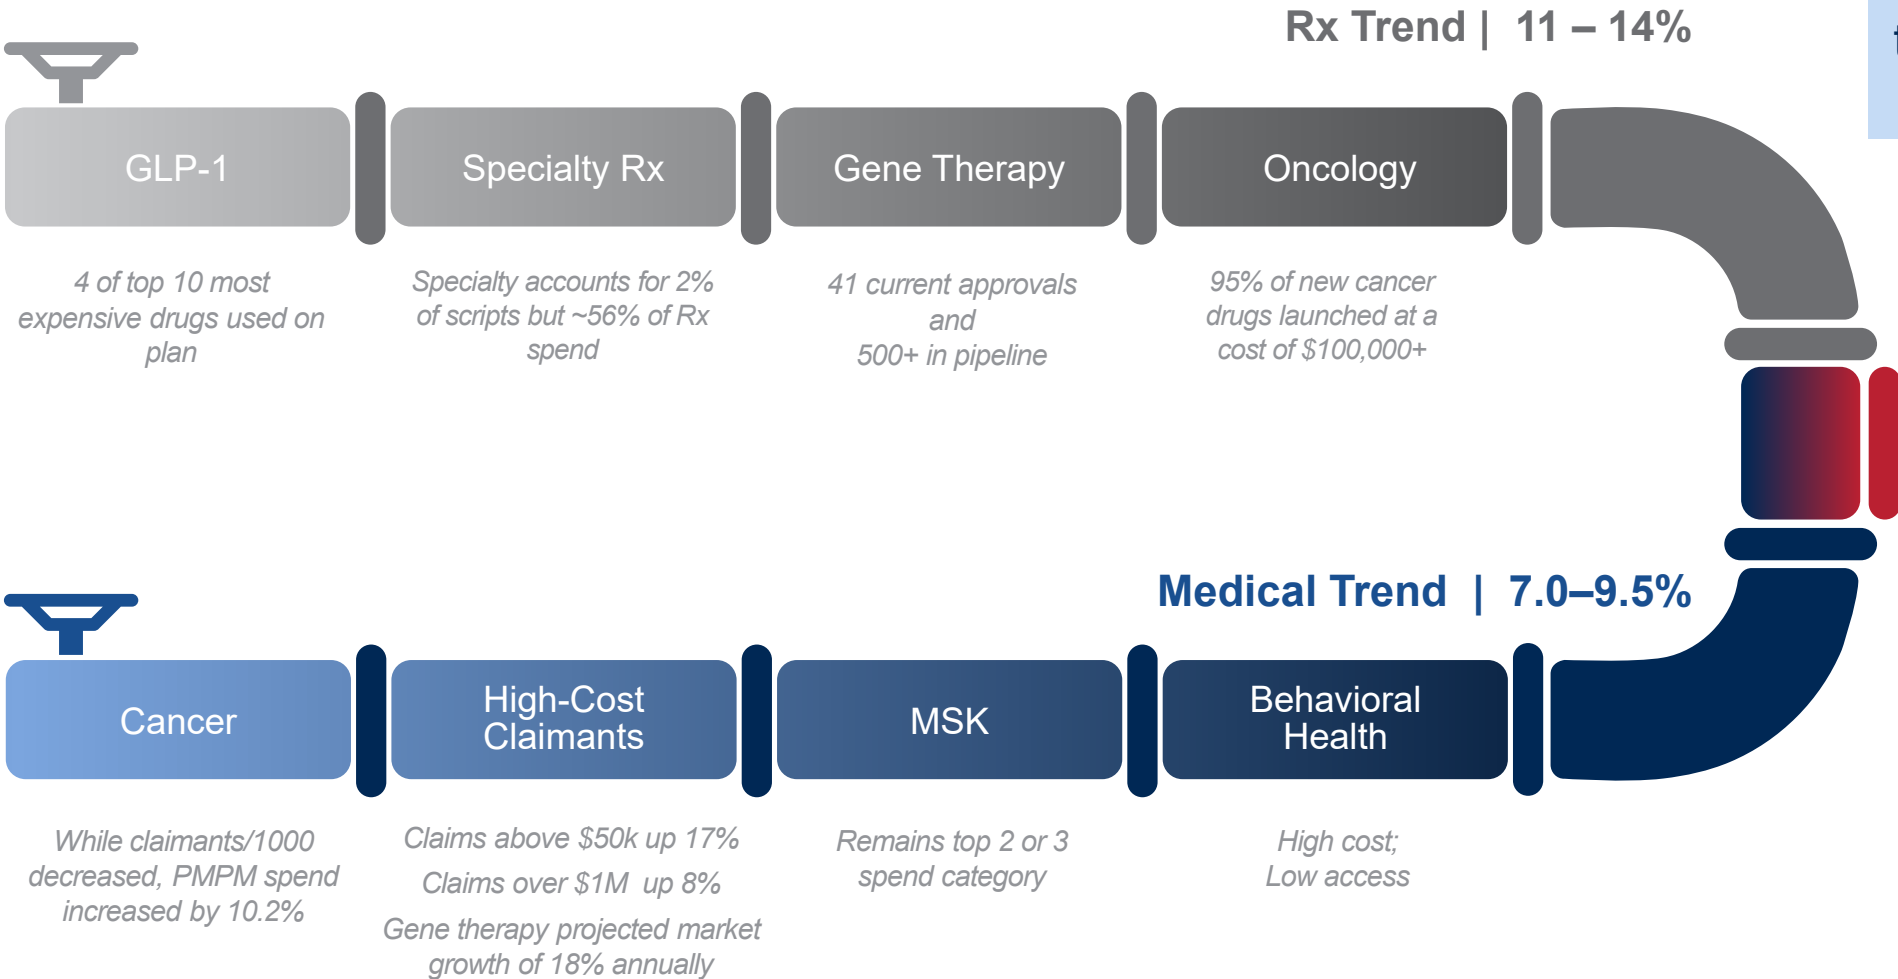 Rx Trend | 11 – 14%
GLP-1
Specialty Rx
Gene Therapy
Oncology
4 of top 10 most
expensive drugs used on
plan
Specialty accounts for 2%
of scripts but ~56% of Rx
spend
41 current approvals
and
500+ in pipeline
95% of new cancer
drugs launched at a
cost of $100,000+
Medical Trend | 7.0–9.5%
Cancer
High-Cost
Claimants
MSK
Behavioral
Health
While claimants/1000
decreased, PMPM spend
increased by 10.2%
Claims above $50k up 17%
Claims over $1M up 8%
Gene therapy projected market
growth of 18% annually
Remains top 2 or 3
spend category
High cost;
Low access